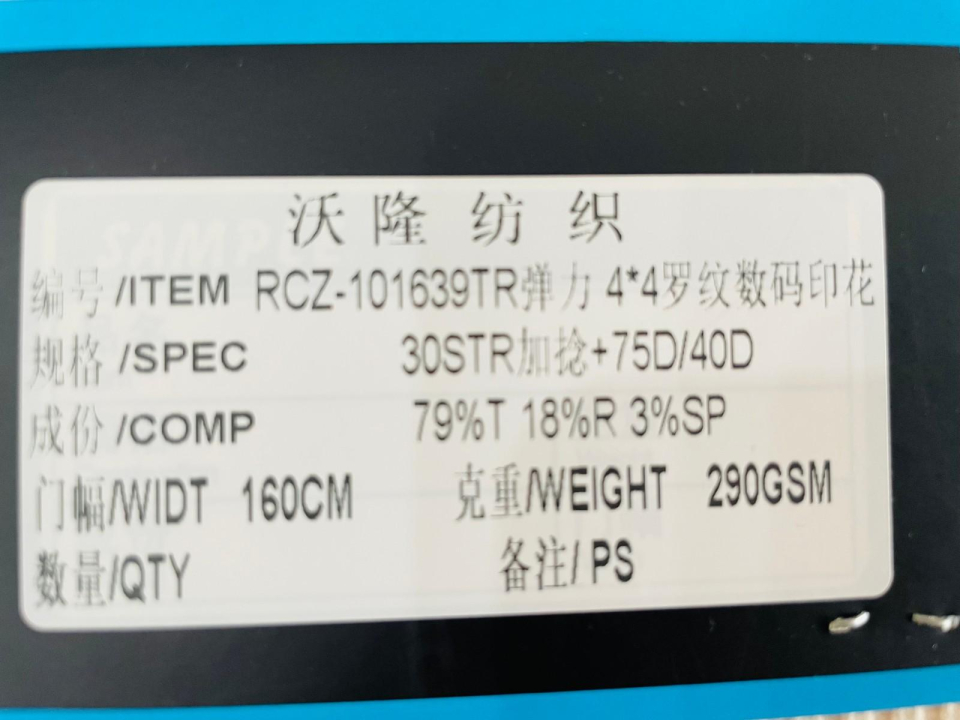 沃隆纺织
SAMPLE
编号/ITEM RCZ-101639TR弹力 4*4罗纹数码印花
规格/SPEC 30STR加捻+75D/40D
成份/COMP 79%T 18%R 3%SP
门幅/WIDT 160CM 克重/WEIGHT 290GSM
数量/QTY 备注/PS